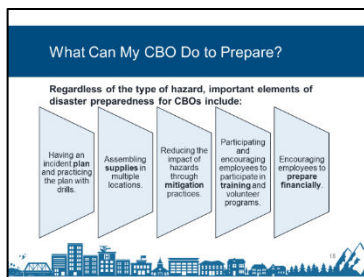 What Can My CBO Do to Prepare?
Regardless of the type of hazard, important elements of
disaster preparedness for CBOs include:
Having an
incident plan
and practicing
the plan with
drills.
Assembling
supplies in
multiple
locations.
Reducing the
impact of
hazards
through
mitigation
practices.
Participating
and
encouraging
employees to
participate in
training and
volunteer
programs.
Encouraging
employees to
prepare
financially.
16